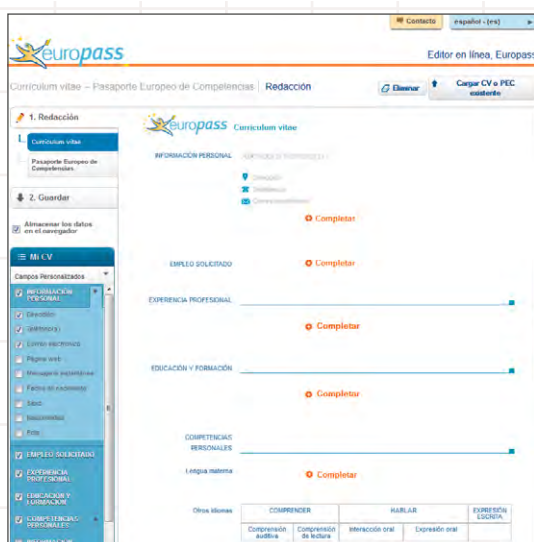 Contacto
español - (es)
europass
Editor en línea, Europass
Currículum vitae – Pasaporte Europeo de Competencias
Redacción
Eliminar
Cargar CV o PEC
existente
1. Redacción
Currículum vitae
Pasaporte Europeo de
Competencias
2. Guardar
Almacenar los datos
en el navegador
Mi CV
Campos Personalizados
INFORMACIÓN
PERSONAL
Dirección
Teléfono(s)
Correo electrónico
Página web
Mensajería instantánea
Fecha de nacimiento
Sexo
Nacionalidad
Foto
EMPLEO SOLICITADO
EXPERIENCIA
PROFESIONAL
EDUCACIÓN Y
FORMACIÓN
COMPETENCIAS
PERSONALES
INFORMACIÓN
europass Curriculum vitae
INFORMACIÓN PERSONAL
Dirección
Completar
EMPLEO SOLICITADO
Completar
EXPERIENCIA PROFESIONAL
Completar
EDUCACIÓN Y FORMACIÓN
Completar
COMPETENCIAS
PERSONALES
Lengua materna
Completar
Otros idiomas
COMPRENDER
HABLAR
EXPRESIÓN
ESCRITA
Comprensión
auditiva
Comprensión
de lectura
Interacción oral
Expresión oral